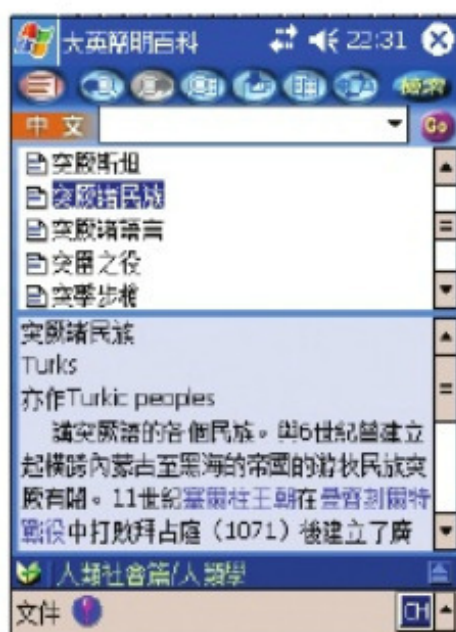 大英簡明百科 22:31
檢索
中文 Go
突厥斯坦
突厥諸民族
突厥諸語言
突圍之役
突擊步槍
突厥諸民族
Turks
亦作Turkic peoples
講突厥語的各個民族。與6世紀曾建立
起橫跨內蒙古至黑海的帝國的游牧民族突
厥有關。11世紀塞爾柱王朝在曼齊刻爾特
戰役中打敗拜占庭（1071）後建立了廣
人類社會篇/人類學
文件 CH